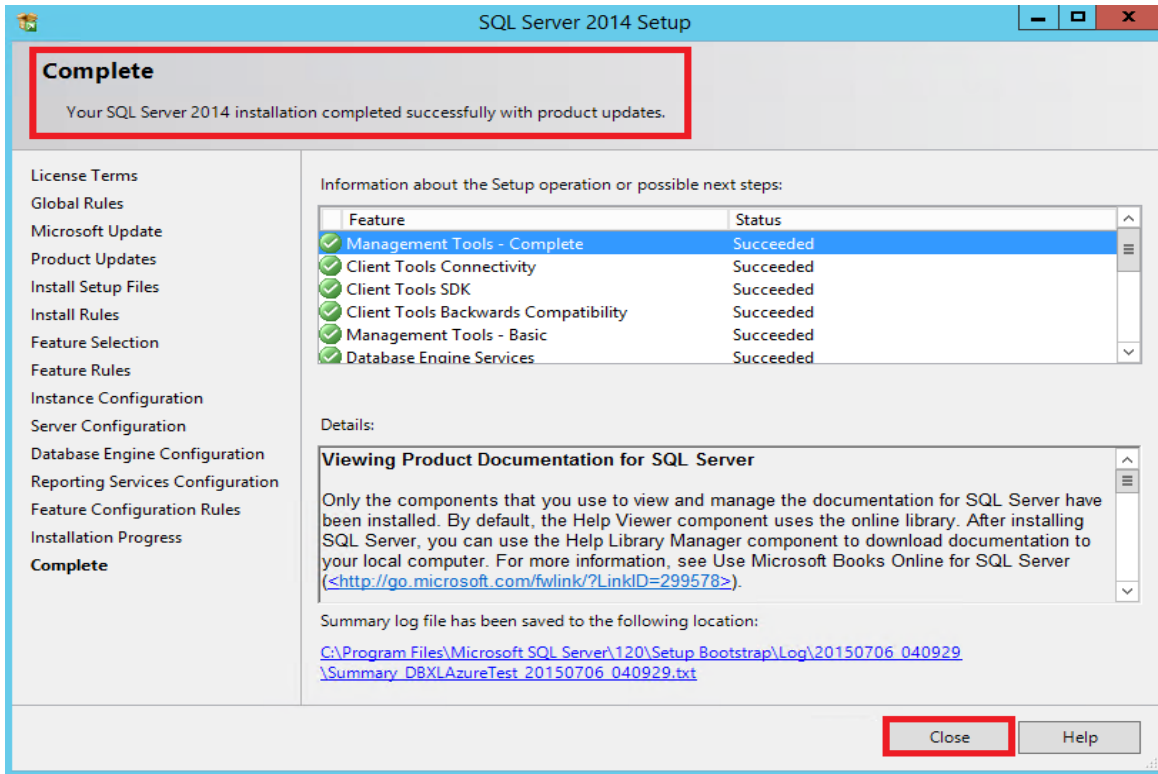 SQL Server 2014 Setup
Complete
Your SQL Server 2014 installation completed successfully with product updates.
License Terms
Global Rules
Microsoft Update
Product Updates
Install Setup Files
Install Rules
Feature Selection
Feature Rules
Instance Configuration
Server Configuration
Database Engine Configuration
Reporting Services Configuration
Feature Configuration Rules
Installation Progress
Complete
Information about the Setup operation or possible next steps:
Feature Status
Management Tools - Complete Succeeded
Client Tools Connectivity Succeeded
Client Tools SDK Succeeded
Client Tools Backwards Compatibility Succeeded
Management Tools - Basic Succeeded
Database Engine Services Succeeded
Details:
Viewing Product Documentation for SQL Server
Only the components that you use to view and manage the documentation for SQL Server have
been installed. By default, the Help Viewer component uses the online library. After installing
SQL Server, you can use the Help Library Manager component to download documentation to
your local computer. For more information, see Use Microsoft Books Online for SQL Server
(<http://go.microsoft.com/fwlink/?LinkID=299578>).
Summary log file has been saved to the following location:
C:\Program Files\Microsoft SQL Server\120\Setup Bootstrap\Log\20150706_040929
\Summary_DBXLAzureTest_20150706_040929.txt
Close Help